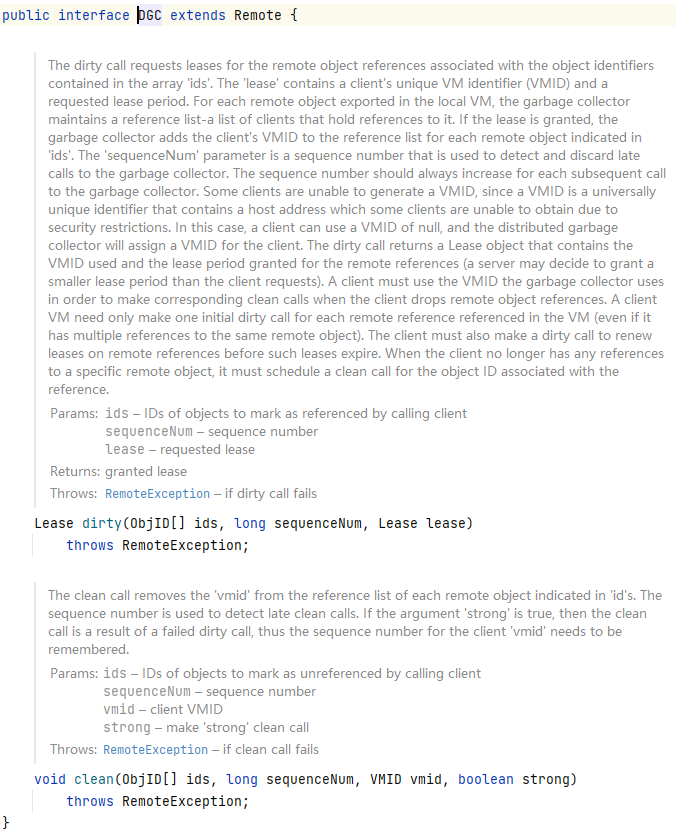 public interface DGC extends Remote {
The dirty call requests leases for the remote object references associated with the object identifiers
contained in the array 'ids'. The 'lease' contains a client's unique VM identifier (VMID) and a
requested lease period. For each remote object exported in the local VM, the garbage collector
maintains a reference list-a list of clients that hold references to it. If the lease is granted, the
garbage collector adds the client's VMID to the reference list for each remote object indicated in
'ids'. The 'sequenceNum' parameter is a sequence number that is used to detect and discard late
calls to the garbage collector. The sequence number should always increase for each subsequent call
to the garbage collector. Some clients are unable to generate a VMID, since a VMID is a universally
unique identifier that contains a host address which some clients are unable to obtain due to
security restrictions. In this case, a client can use a VMID of null, and the distributed garbage
collector will assign a VMID for the client. The dirty call returns a Lease object that contains the
VMID used and the lease period granted for the remote references (a server may decide to grant a
smaller lease period than the client requests). A client must use the VMID the garbage collector uses
in order to make corresponding clean calls when the client drops remote object references. A client
VM need only make one initial dirty call for each remote reference referenced in the VM (even if it
has multiple references to the same remote object). The client must also make a dirty call to renew
leases on remote references before such leases expire. When the client no longer has any references
to a specific remote object, it must schedule a clean call for the object ID associated with the
reference.
Params: ids – IDs of objects to mark as referenced by calling client
sequenceNum – sequence number
lease – requested lease
Returns: granted lease
Throws: RemoteException – if dirty call fails
Lease dirty(ObjID[] ids, long sequenceNum, Lease lease)
throws RemoteException;
The clean call removes the 'vmid' from the reference list of each remote object indicated in 'id's. The
sequence number is used to detect late clean calls. If the argument 'strong' is true, then the clean
call is a result of a failed dirty call, thus the sequence number for the client 'vmid' needs to be
remembered.
Params: ids – IDs of objects to mark as unreferenced by calling client
sequenceNum – sequence number
vmid – client VMID
strong – make 'strong' clean call
Throws: RemoteException – if clean call fails
void clean(ObjID[] ids, long sequenceNum, VMID vmid, boolean strong)
throws RemoteException;
}